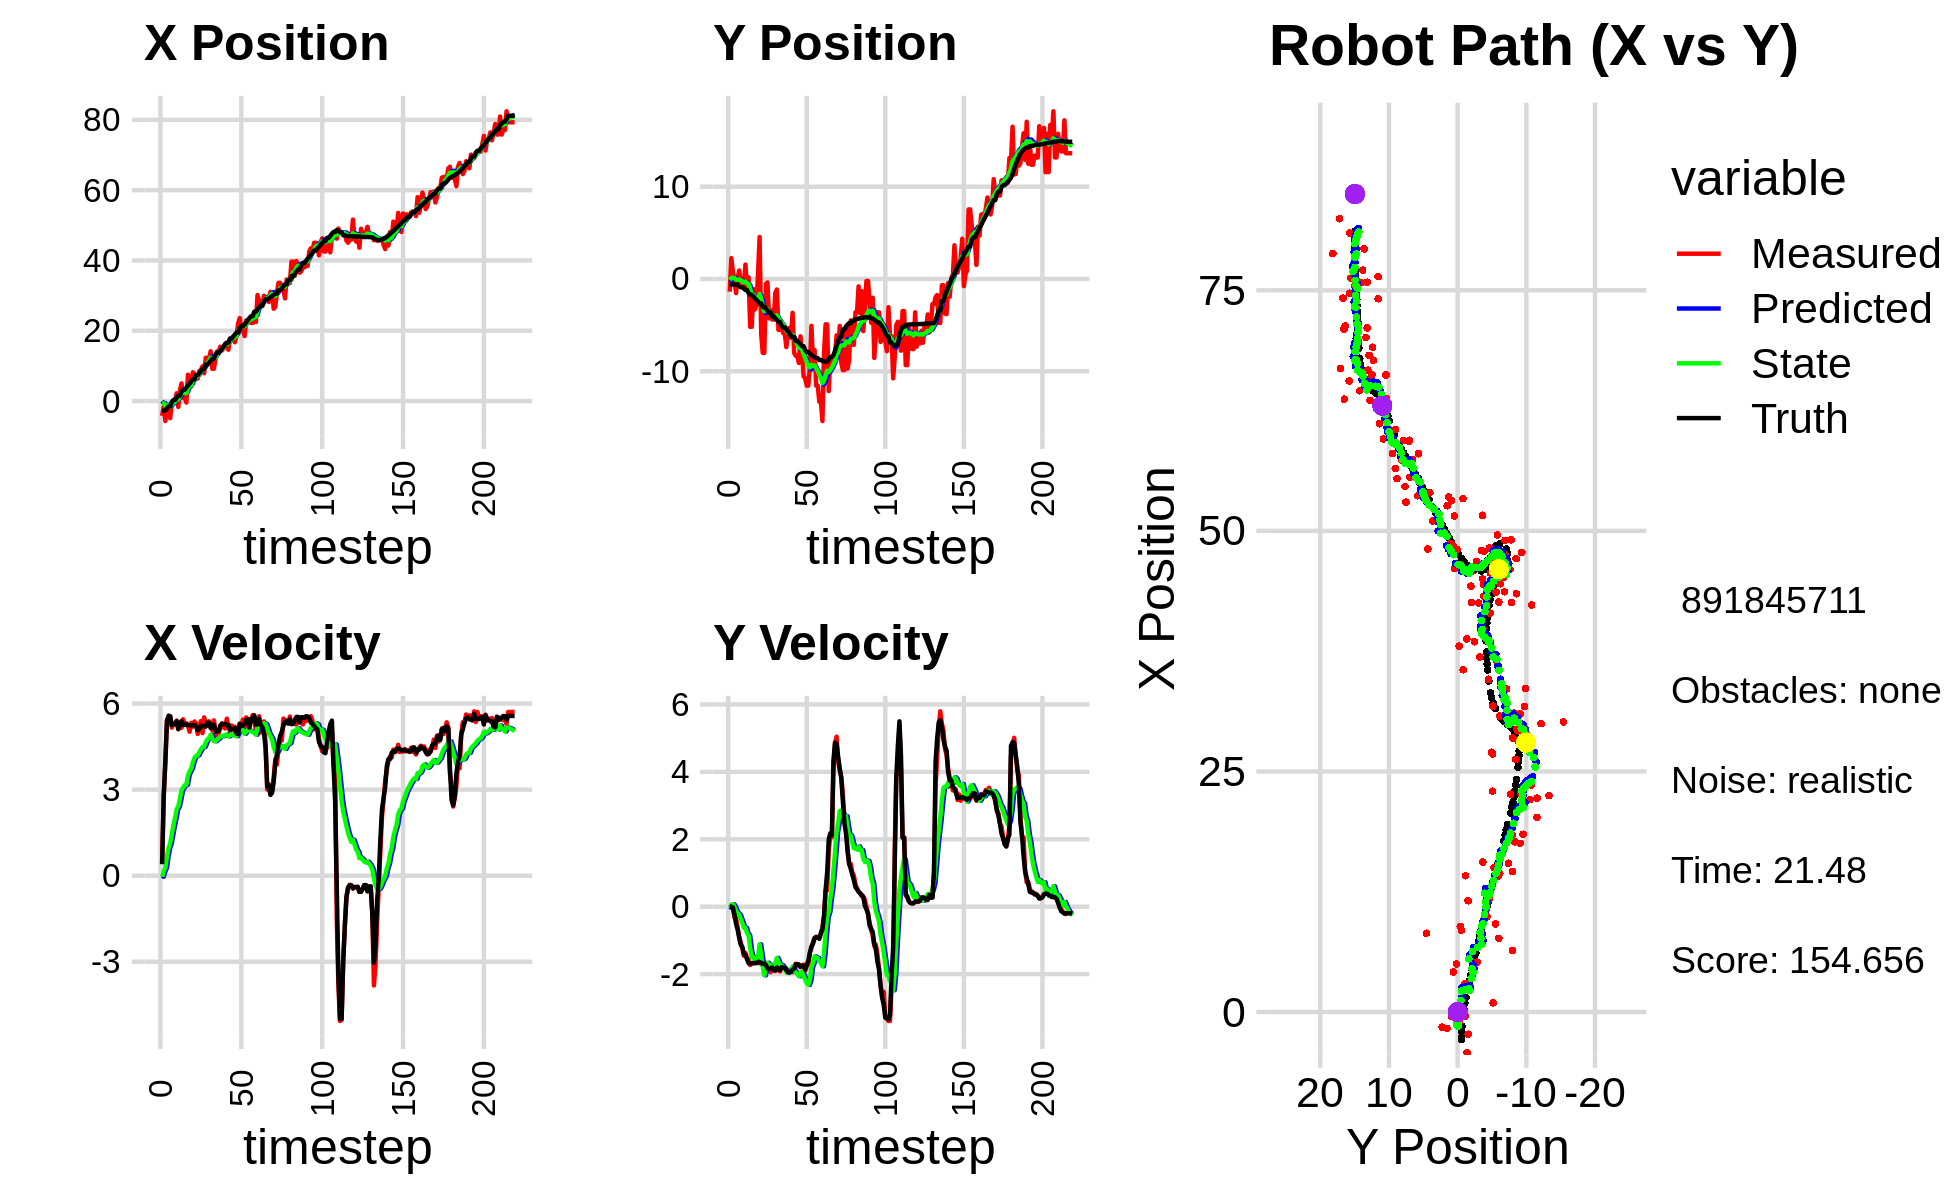 X Position
80
60
40
20
0
0
50
100
150
200
timestep
Y Position
10
0
-10
0
50
100
150
200
timestep
X Velocity
6
3
0
-3
0
50
100
150
200
timestep
Y Velocity
6
4
2
0
-2
0
50
100
150
200
timestep
Robot Path (X vs Y)
X Position
75
50
25
0
20 10 0 -10 -20
Y Position
variable
Measured
Predicted
State
Truth
891845711
Obstacles: none
Noise: realistic
Time: 21.48
Score: 154.656